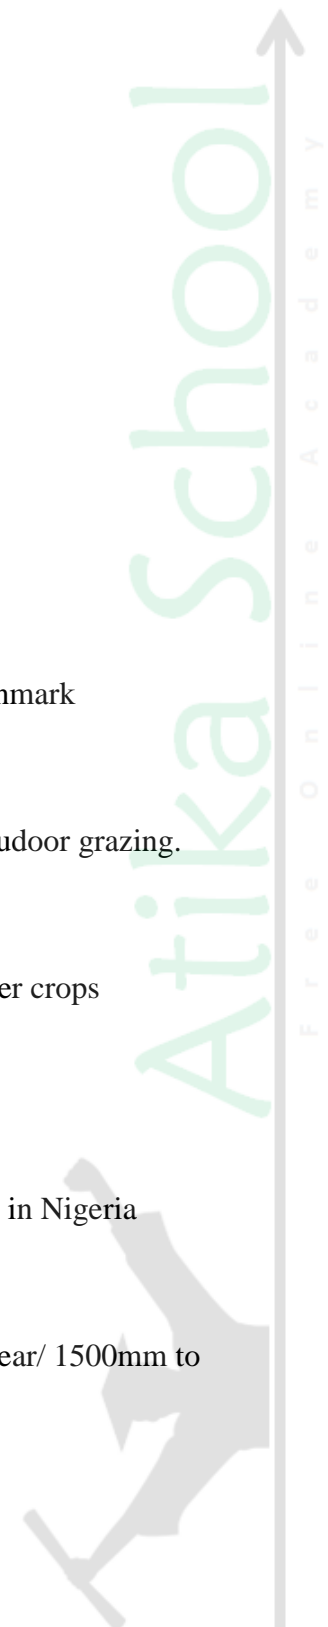 nmark
udoor grazing.
er crops
in Nigeria
ear/ 1500mm to
Atika School
Free Online Academy